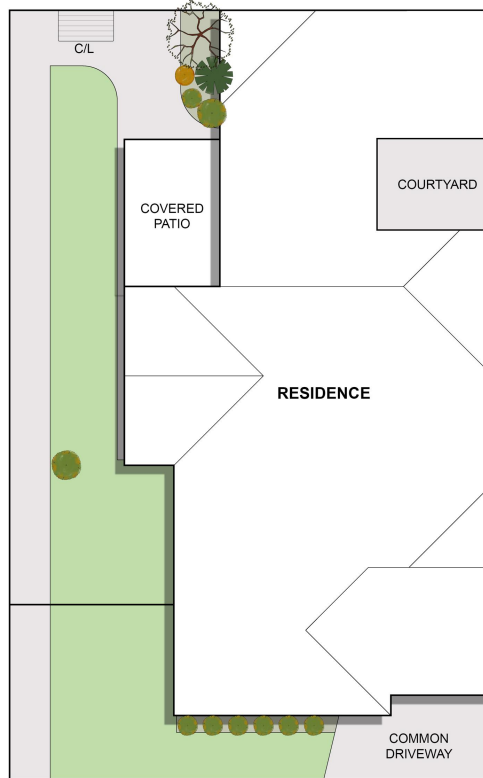 C/L
COURTYARD
COVERED
PATIO
RESIDENCE
COMMON
DRIVEWAY